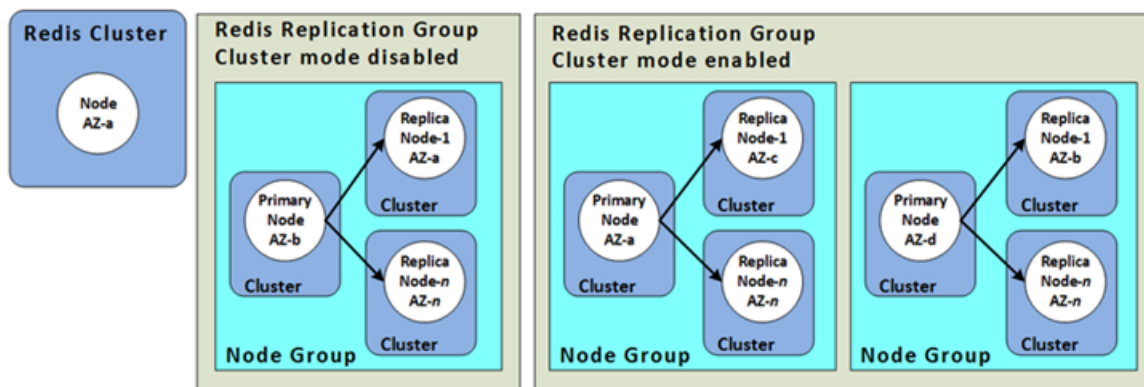 Redis Cluster
Node
AZ-a
Redis Replication Group
Cluster mode disabled
Replica
Node-1
AZ-a
Cluster
Primary
Node
AZ-b
Cluster
Replica
Node-n
AZ-n
Cluster
Node Group
Redis Replication Group
Cluster mode enabled
Replica
Node-1
AZ-c
Cluster
Primary
Node
AZ-a
Cluster
Replica
Node-n
AZ-n
Cluster
Node Group
Replica
Node-1
AZ-b
Cluster
Primary
Node
AZ-d
Cluster
Replica
Node-n
AZ-n
Cluster
Node Group